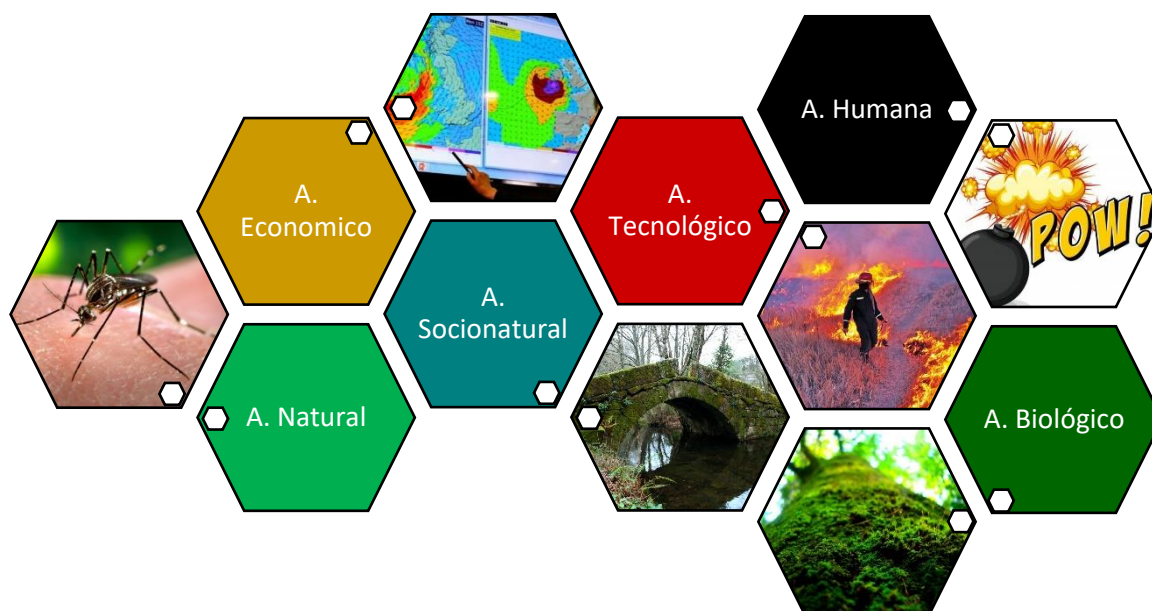 A. Humana
A.
Economico
A.
Tecnológico
POW!
A.
Socionatural
A. Natural
A. Biológico